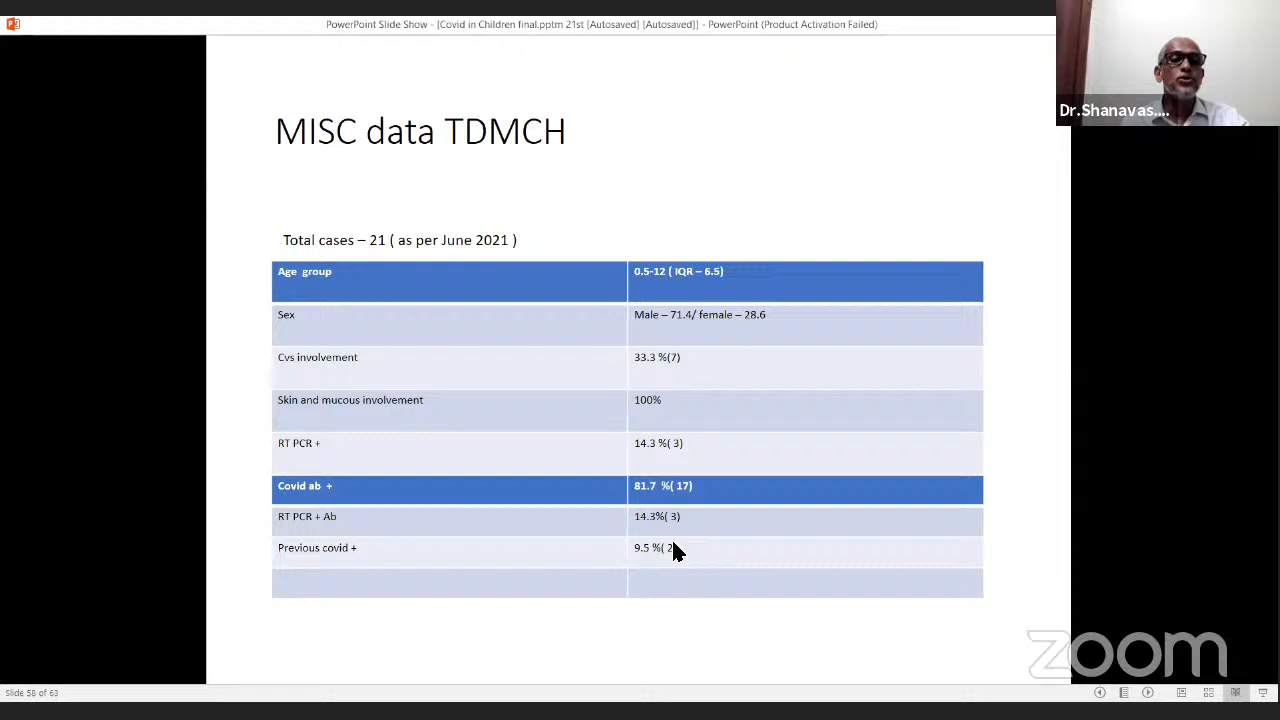 PowerPoint Slide Show - [Covid in Children final.pptm 21st [Autosaved] [Autosaved]] - PowerPoint (Product Activation Failed)
Dr.Shanavas....
MISC data TDMCH
Total cases – 21 ( as per June 2021 )
Age group 0.5-12 ( IQR – 6.5)
Sex Male – 71.4/ female – 28.6
Cvs involvement 33.3 %(7)
Skin and mucous involvement 100%
RT PCR + 14.3 %( 3)
Covid ab + 81.7 %( 17)
RT PCR + Ab 14.3%( 3)
Previous covid + 9.5 %( 2
zoom
Slide 58 of 63